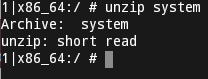 1|x86_64:/ # unzip system
Archive:  system
unzip: short read
1|x86_64:/ #